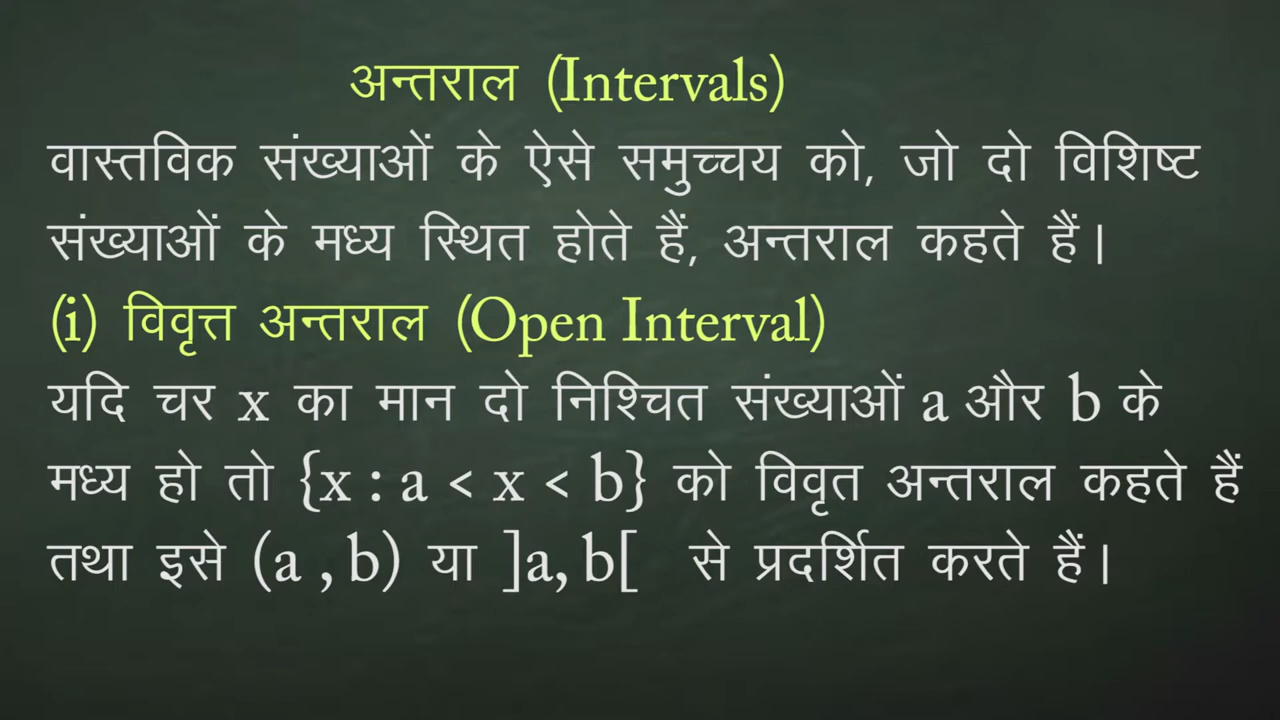 अन्तराल (Intervals)
वास्तविक संख्याओं के ऐसे समुच्चय को, जो दो विशिष्ट
संख्याओं के मध्य स्थित होते हैं, अन्तराल कहते हैं।
(i) विवृत्त अन्तराल (Open Interval)
यदि चर x का मान दो निश्चित संख्याओं a और b के
मध्य हो तो {x : a < x < b} को विवृत अन्तराल कहते हैं
तथा इसे (a , b) या ]a, b[ से प्रदर्शित करते हैं।